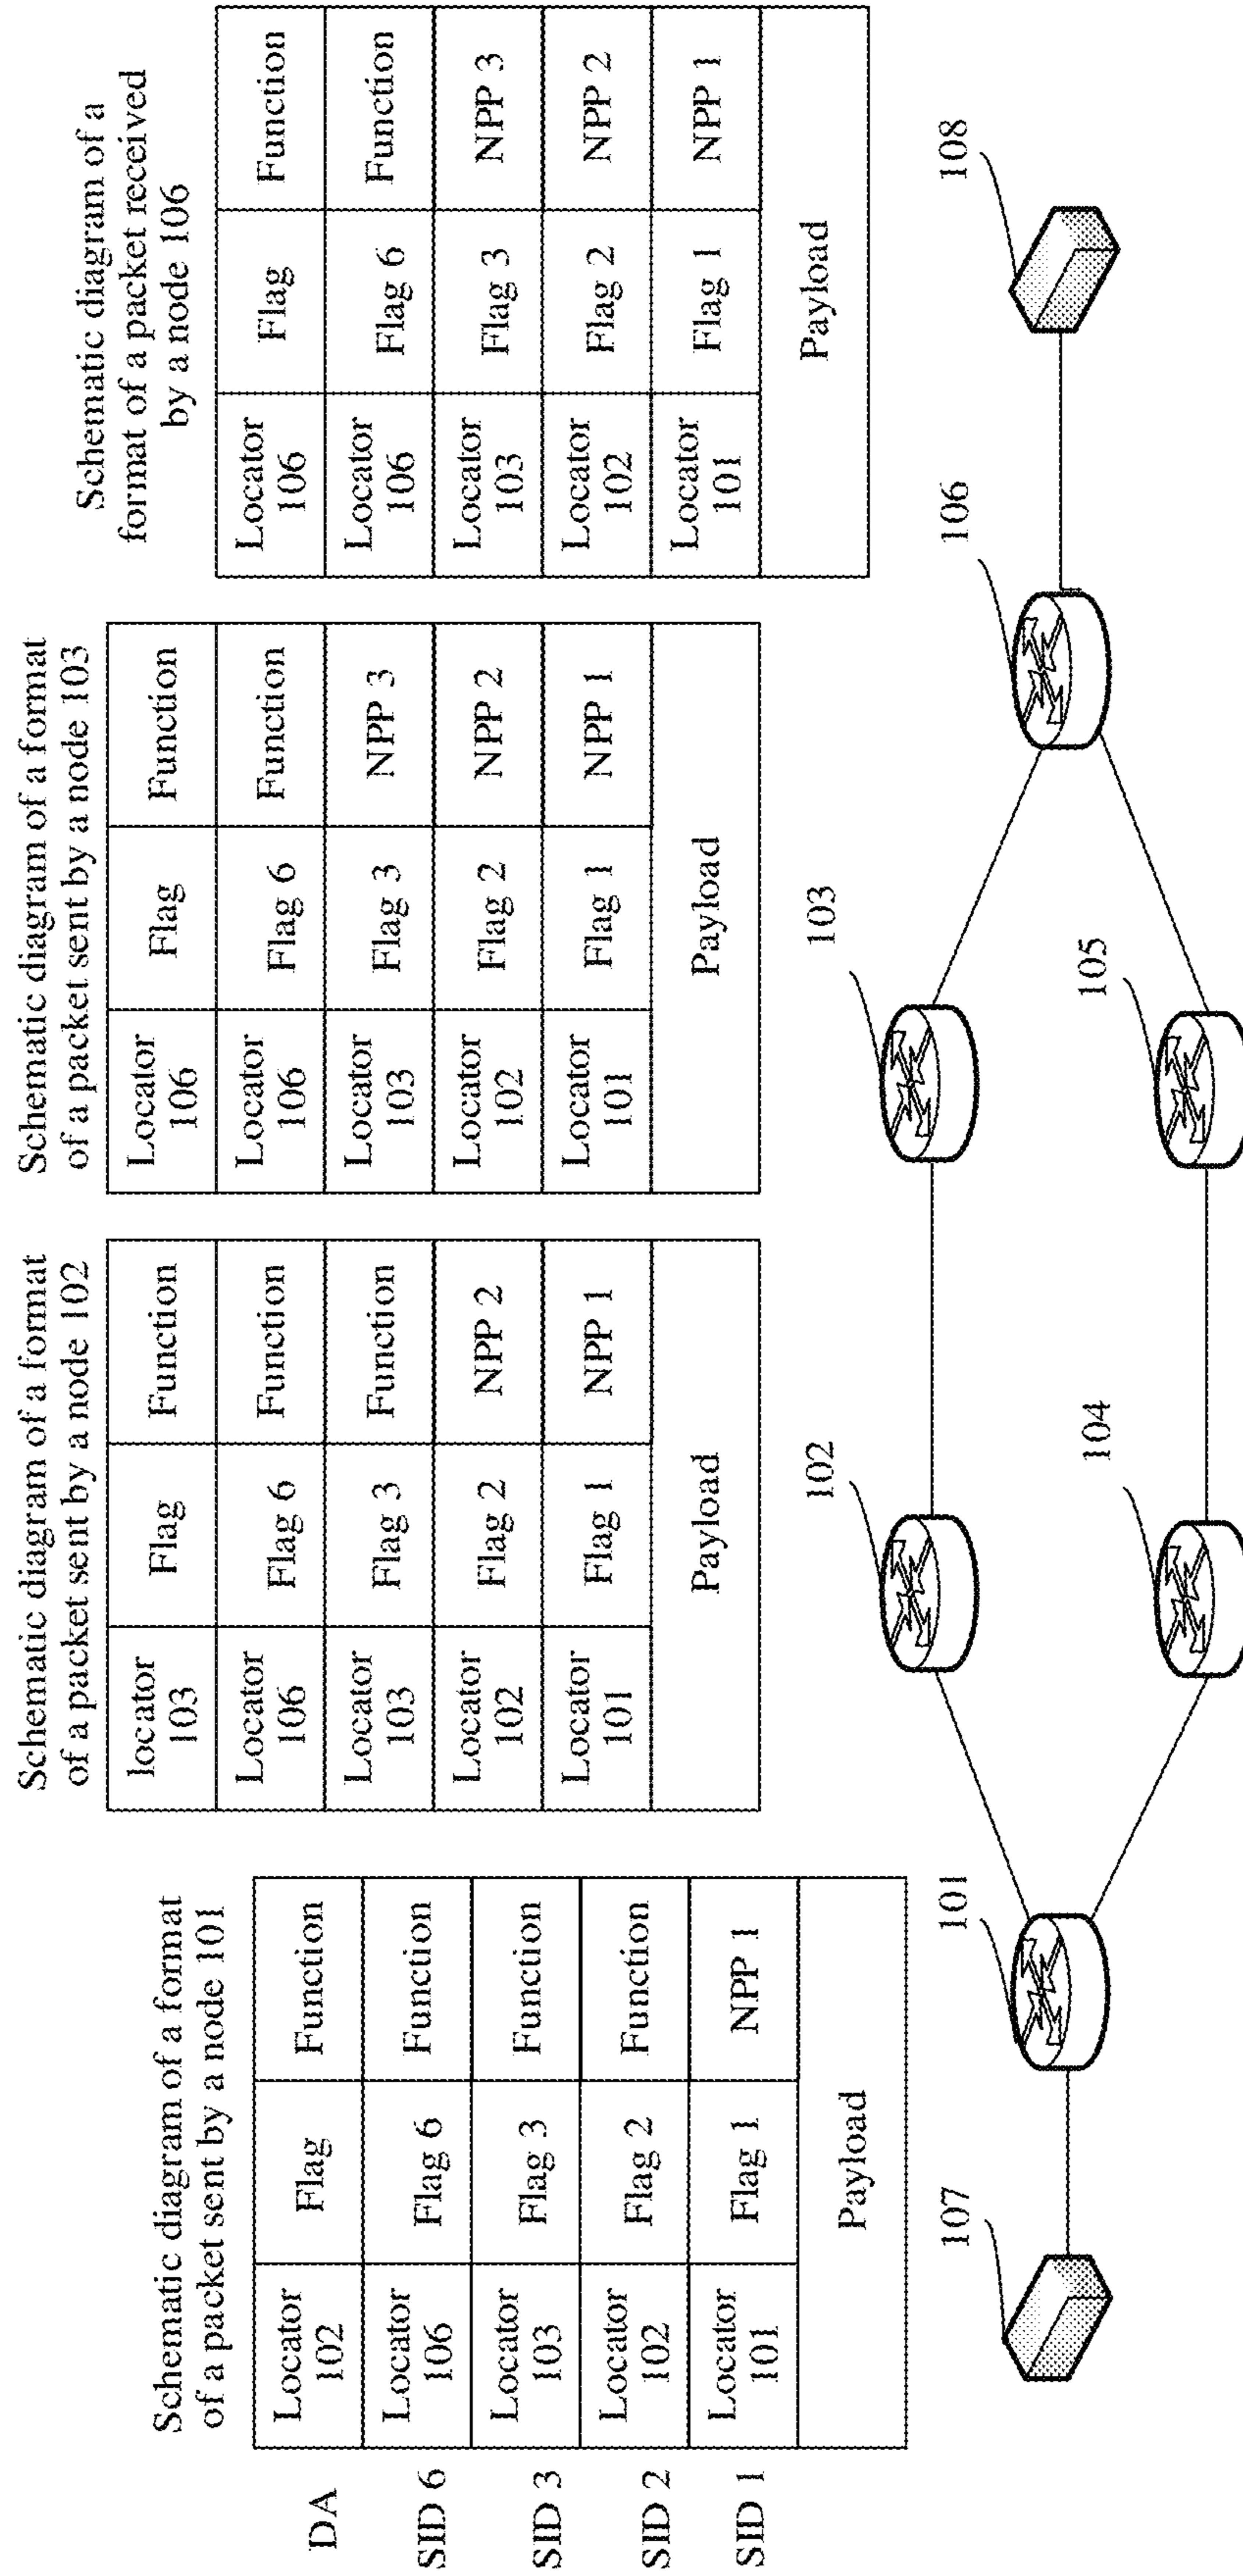 Schematic diagram of a format
of a packet sent by a node 101
DA
Locator
102
Flag
Function
SID 6
Locator
106
Flag 6
Function
SID 3
Locator
103
Flag 3
Function
SID 2
Locator
102
Flag 2
Function
SID 1
Locator
101
Flag 1
NPP 1
Payload
Schematic diagram of a format
of a packet sent by a node 102
locator
103
Flag
Function
Locator
106
Flag 6
Function
Locator
103
Flag 3
Function
Locator
102
Flag 2
NPP 2
Locator
101
Flag 1
NPP 1
Payload
Schematic diagram of a format
of a packet sent by a node 103
Locator
106
Flag
Function
Locator
106
Flag 6
Function
Locator
103
Flag 3
NPP 3
Locator
102
Flag 2
NPP 2
Locator
101
Flag 1
NPP 1
Payload
Schematic diagram of a
format of a packet received
by a node 106
Locator
106
Flag
Function
Locator
106
Flag 6
Function
Locator
103
Flag 3
NPP 3
Locator
102
Flag 2
NPP 2
Locator
101
Flag 1
NPP 1
Payload
107
101
102
103
104
105
106
108